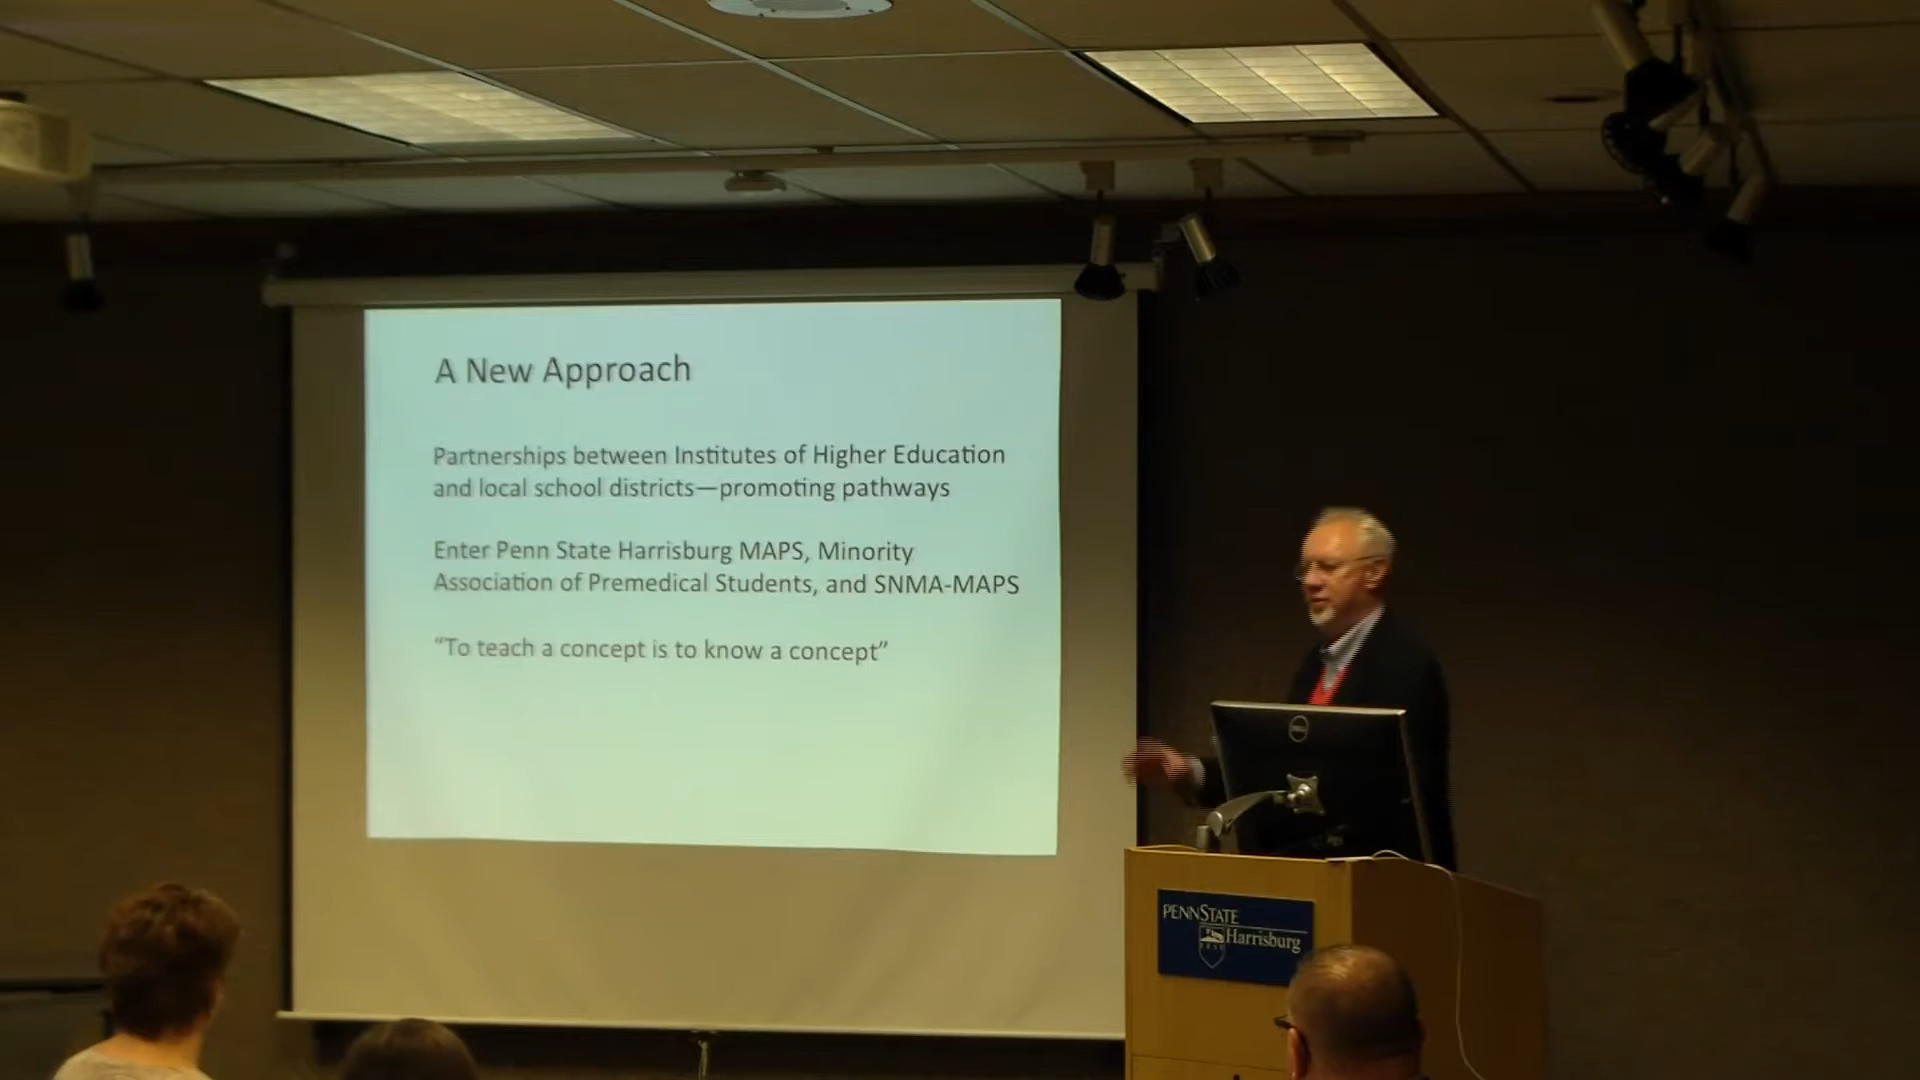 A New Approach
Partnerships between Institutes of Higher Education
and local school districts—promoting pathways
Enter Penn State Harrisburg MAPS, Minority
Association of Premedical Students, and SNMA-MAPS
“To teach a concept is to know a concept”
DELL
PENNSTATE
Harrisburg